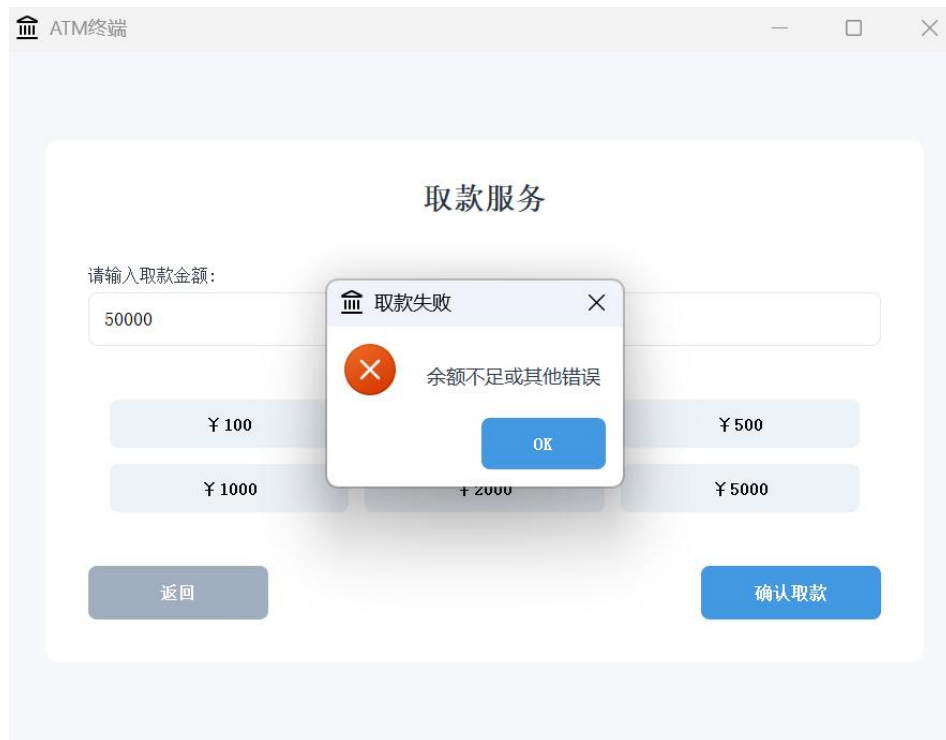 ATM终端
取款服务
请输入取款金额:
50000
取款失败
余额不足或其他错误
OK
￥100
￥500
￥1000
￥2000
￥5000
返回
确认取款